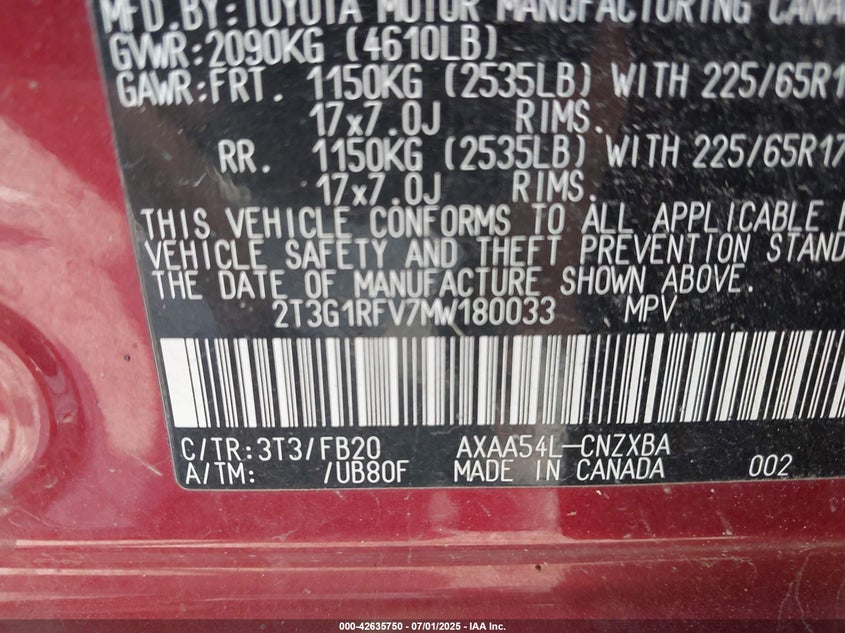 MFD.BY:TOYOTA MOTOR MANUFACTURING CANA
GVWR:2090KG (4610LB)
GAWR:FRT. 1150KG (2535LB) WITH 225/65R1
17x7.0J RIMS.
RR. 1150KG (2535LB) WITH 225/65R17
17x7.0J RIMS.
THIS VEHICLE CONFORMS TO ALL APPLICABLE
VEHICLE SAFETY AND THEFT PREVENTION STAND
THE DATE OF MANUFACTURE SHOWN ABOVE.
2T3G1RFV7MW180033 MPV
C/TR:3T3/FB20 AXAA54L-CNZXBA
A/TM: /UB80F MADE IN CANADA 002
000-42635750 - 07/01/2025 - IAA Inc.